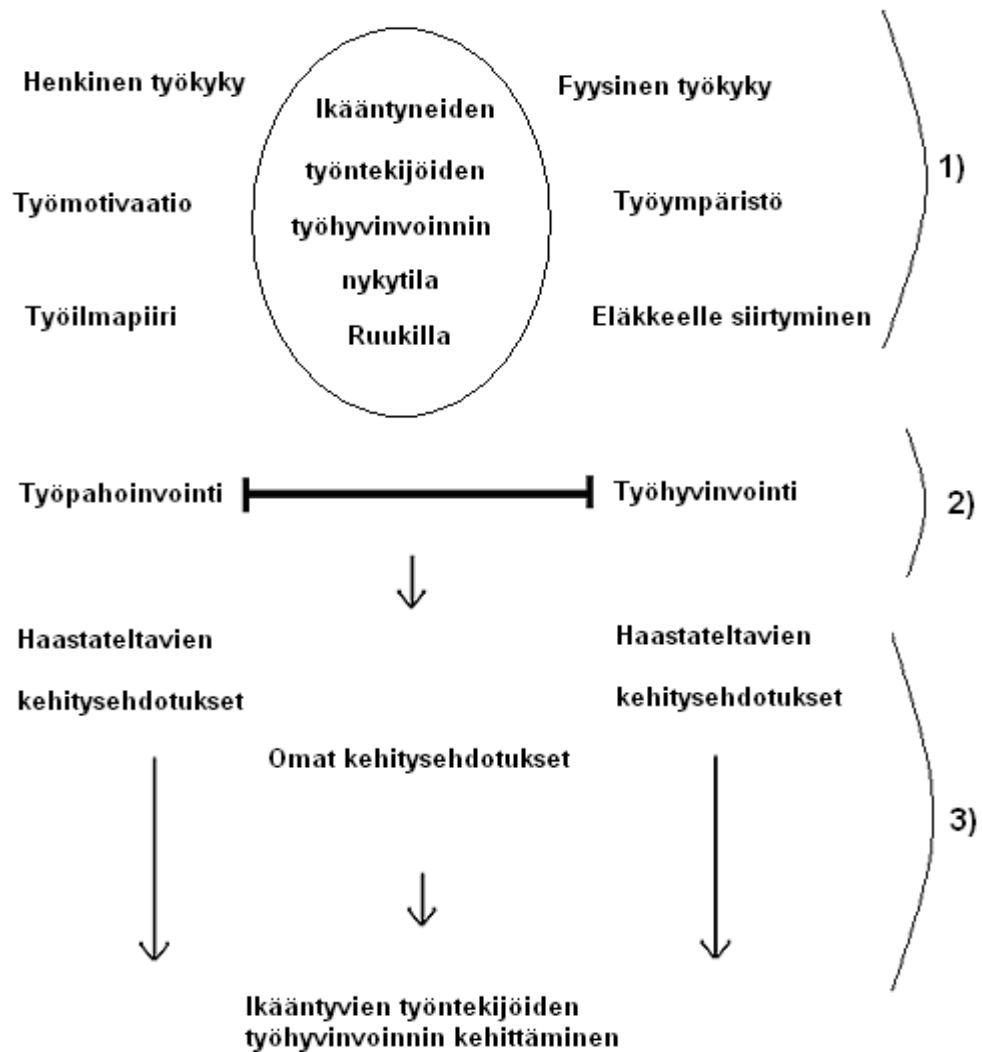 Henkinen työkyky
Fyysinen työkyky
Ikääntyneiden
työntekijöiden
1)
Työmotivaatio
Työympäristö
työhyvinvoinnin
nykytila
Työilmapiiri
Eläkkeelle siirtyminen
Ruukilla
Työpahoinvointi
Työhyvinvointi
2)
Haastateltavien
kehitysehdotukset
Haastateltavien
kehitysehdotukset
Omat kehitysehdotukset
3)
Ikääntyvien työntekijöiden
työhyvinvoinnin kehittäminen